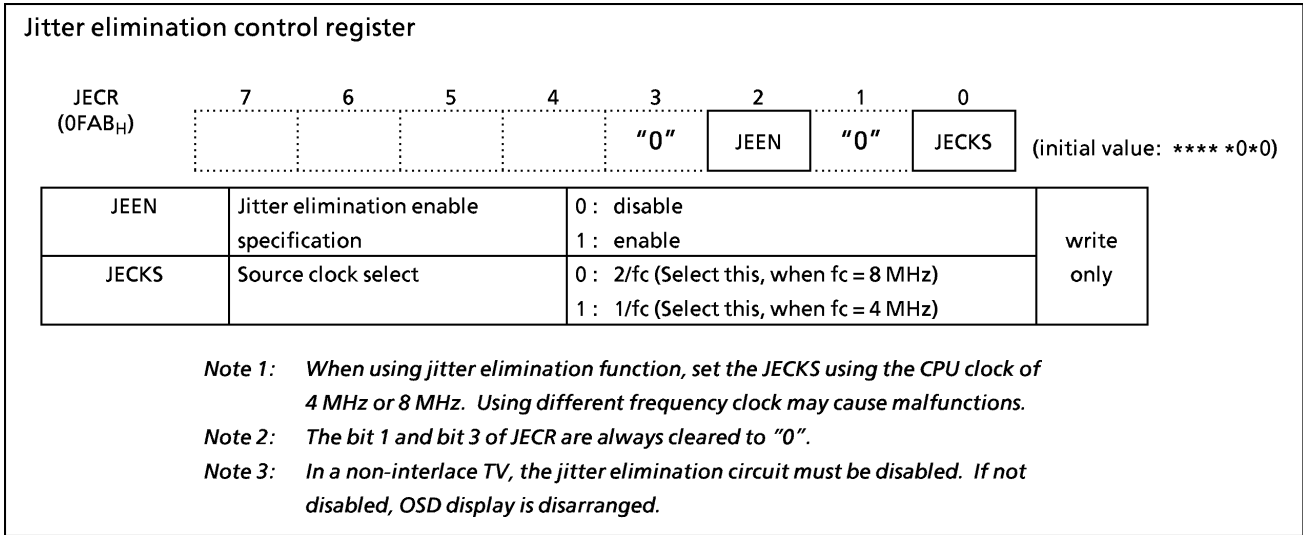 Jitter elimination control register
JECR
(0FABH)
7 6 5 4 3 2 1 0
"0" JEEN "0" JECKS
(initial value: **** *0*0)
JEEN Jitter elimination enable specification 0 : disable
1 : enable
write only
JECKS Source clock select 0 : 2/fc (Select this, when fc = 8 MHz)
1 : 1/fc (Select this, when fc = 4 MHz)
Note 1: When using jitter elimination function, set the JECKS using the CPU clock of
4 MHz or 8 MHz. Using different frequency clock may cause malfunctions.
Note 2: The bit 1 and bit 3 of JECR are always cleared to "0".
Note 3: In a non-interlace TV, the jitter elimination circuit must be disabled. If not
disabled, OSD display is disarranged.